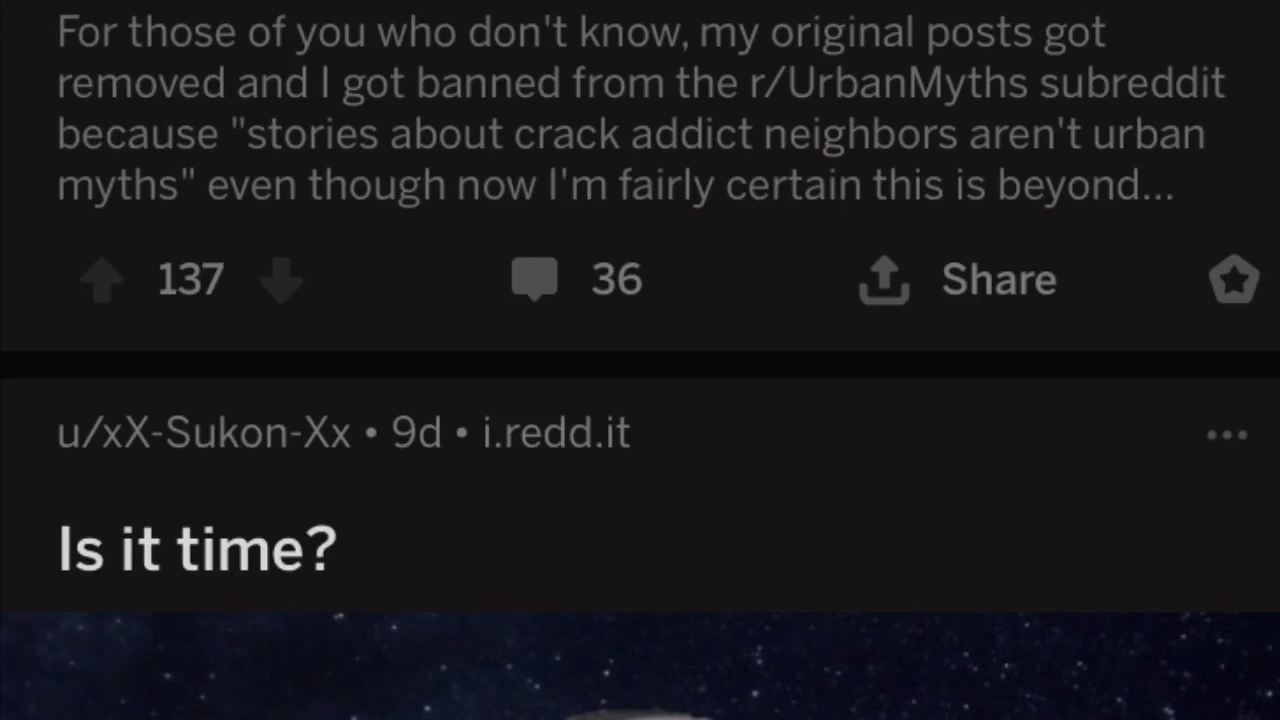 For those of you who don't know, my original posts got
removed and I got banned from the r/UrbanMyths subreddit
because "stories about crack addict neighbors aren't urban
myths" even though now I'm fairly certain this is beyond...
137 36 Share
u/xX-Sukon-Xx • 9d • i.redd.it
Is it time?